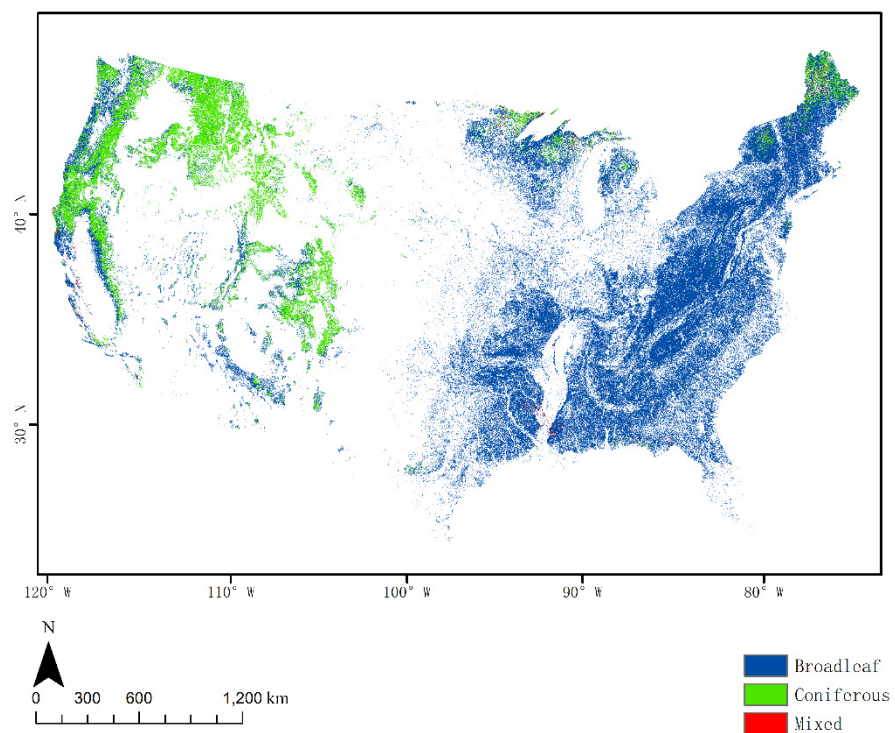 40° N
30° N
120° W
110° W
100° W
90° W
80° W
N
0 300 600 1,200 km
Broadleaf
Coniferous
Mixed